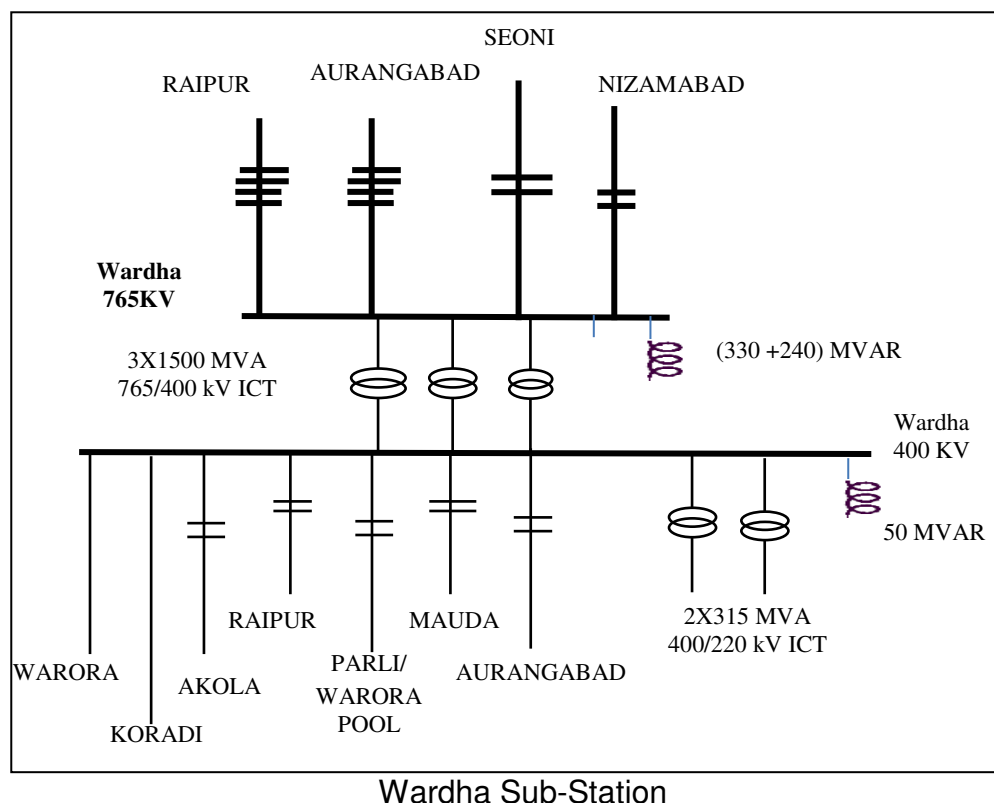 SEONI
AURANGABAD
RAIPUR
NIZAMABAD
Wardha
765KV
3X1500 MVA
765/400 kV ICT
(330 +240) MVAR
Wardha
400 KV
50 MVAR
RAIPUR
MAUDA
2X315 MVA
400/220 kV ICT
WARORA
AKOLA
PARLI/
WARORA
POOL
AURANGABAD
KORADI
Wardha Sub-Station